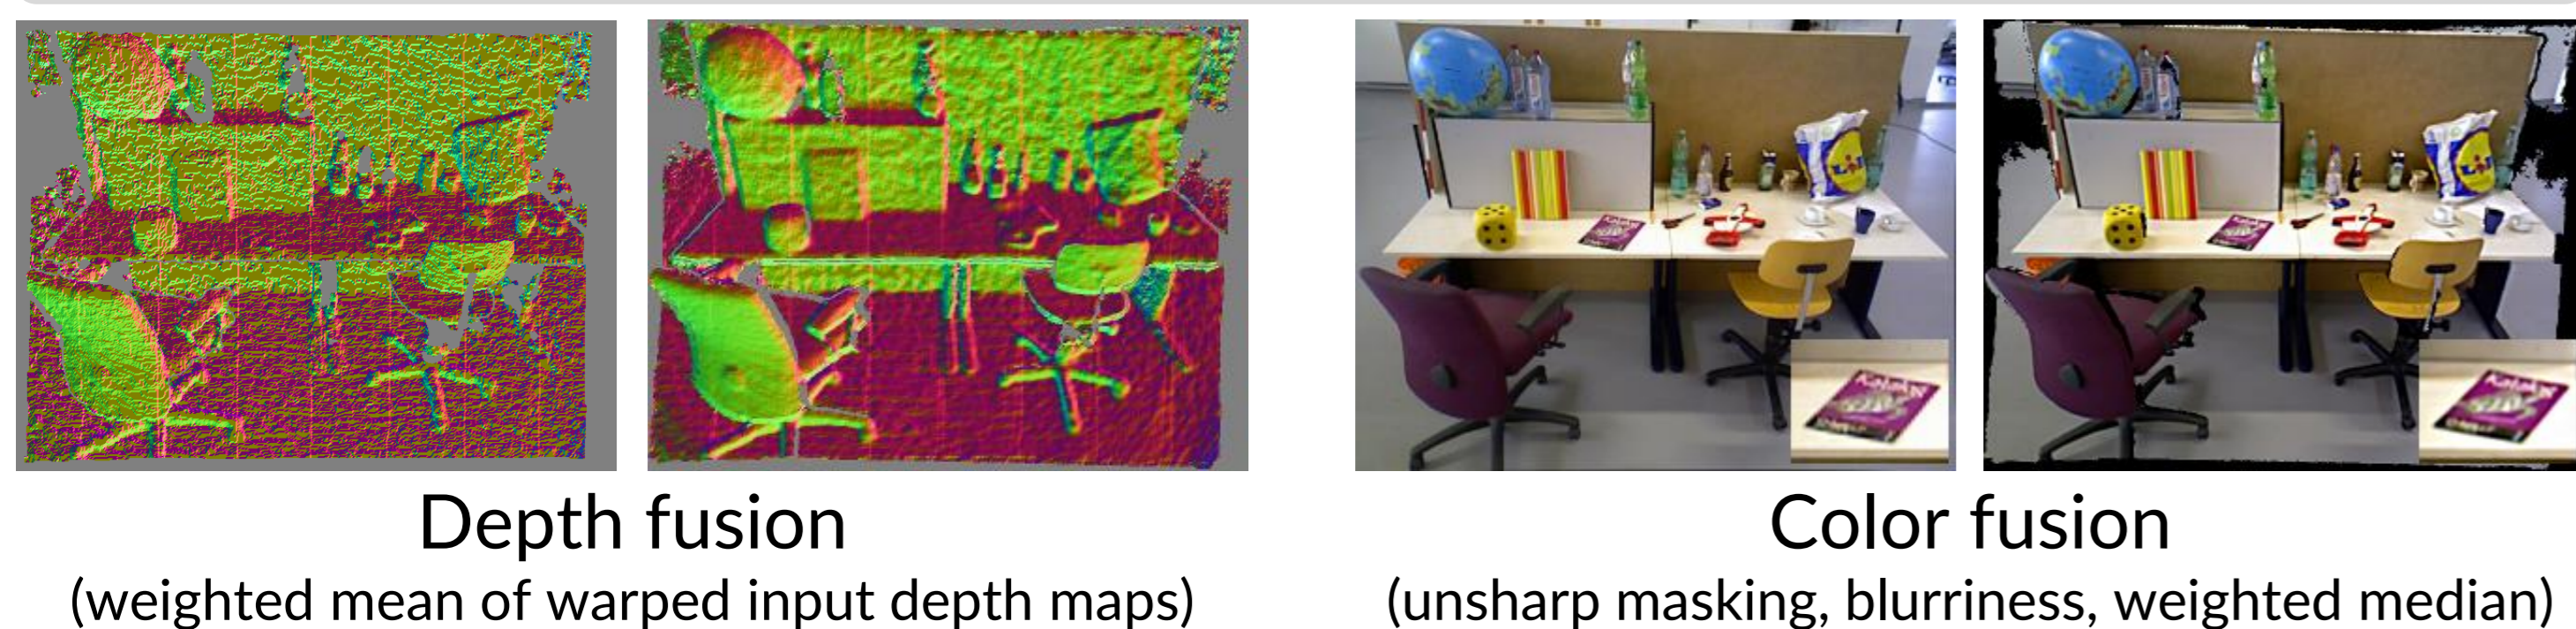 Depth fusion
(weighted mean of warped input depth maps)
Color fusion
(unsharp masking, blurriness, weighted median)